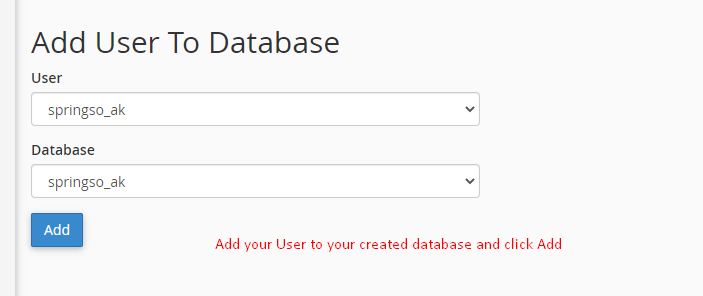 Add User To Database
User
springso_ak
Database
springso_ak
Add
Add your User to your created database and click Add